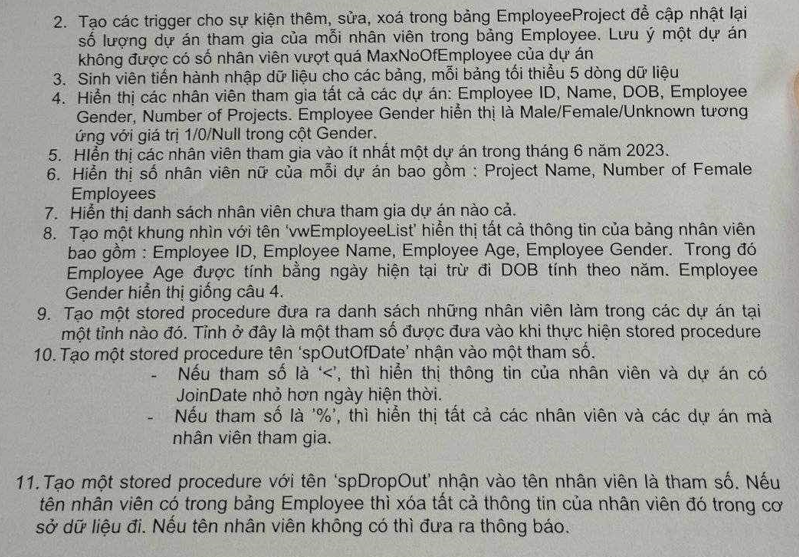 2. Tạo các trigger cho sự kiện thêm, sửa, xoá trong bảng EmployeeProject để cập nhật lại
số lượng dự án tham gia của mỗi nhân viên trong bảng Employee. Lưu ý một dự án
không được có số nhân viên vượt quá MaxNoOfEmployee của dự án
3. Sinh viên tiến hành nhập dữ liệu cho các bảng, mỗi bảng tối thiểu 5 dòng dữ liệu
4. Hiển thị các nhân viên tham gia tất cả các dự án: Employee ID, Name, DOB, Employee
Gender, Number of Projects. Employee Gender hiển thị là Male/Female/Unknown tương
ứng với giá trị 1/0/Null trong cột Gender.
5. HIển thị các nhân viên tham gia vào ít nhất một dự án trong tháng 6 năm 2023.
6. Hiển thị số nhân viên nữ của mỗi dự án bao gồm : Project Name, Number of Female
Employees
7. Hiển thị danh sách nhân viên chưa tham gia dự án nào cả.
8. Tạo một khung nhìn với tên 'vwEmployeeList' hiển thị tất cả thông tin của bảng nhân viên
bao gồm : Employee ID, Employee Name, Employee Age, Employee Gender. Trong đó
Employee Age được tính bằng ngày hiện tại trừ đi DOB tính theo năm. Employee
Gender hiển thị giống câu 4.
9. Tạo một stored procedure đưa ra danh sách những nhân viên làm trong các dự án tại
một tỉnh nào đó. Tỉnh ở đây là một tham số được đưa vào khi thực hiện stored procedure
10. Tạo một stored procedure tên 'spOutOfDate' nhận vào một tham số.
- Nếu tham số là '<', thì hiển thị thông tin của nhân viên và dự án có
JoinDate nhỏ hơn ngày hiện thời.
- Nếu tham số là '%', thì hiển thị tất cả các nhân viên và các dự án mà
nhân viên tham gia.
11. Tạo một stored procedure với tên 'spDropOut' nhận vào tên nhân viên là tham số. Nếu
tên nhân viên có trong bảng Employee thì xóa tất cả thông tin của nhân viên đó trong cơ
sở dữ liệu đi. Nếu tên nhân viên không có thì đưa ra thông báo.